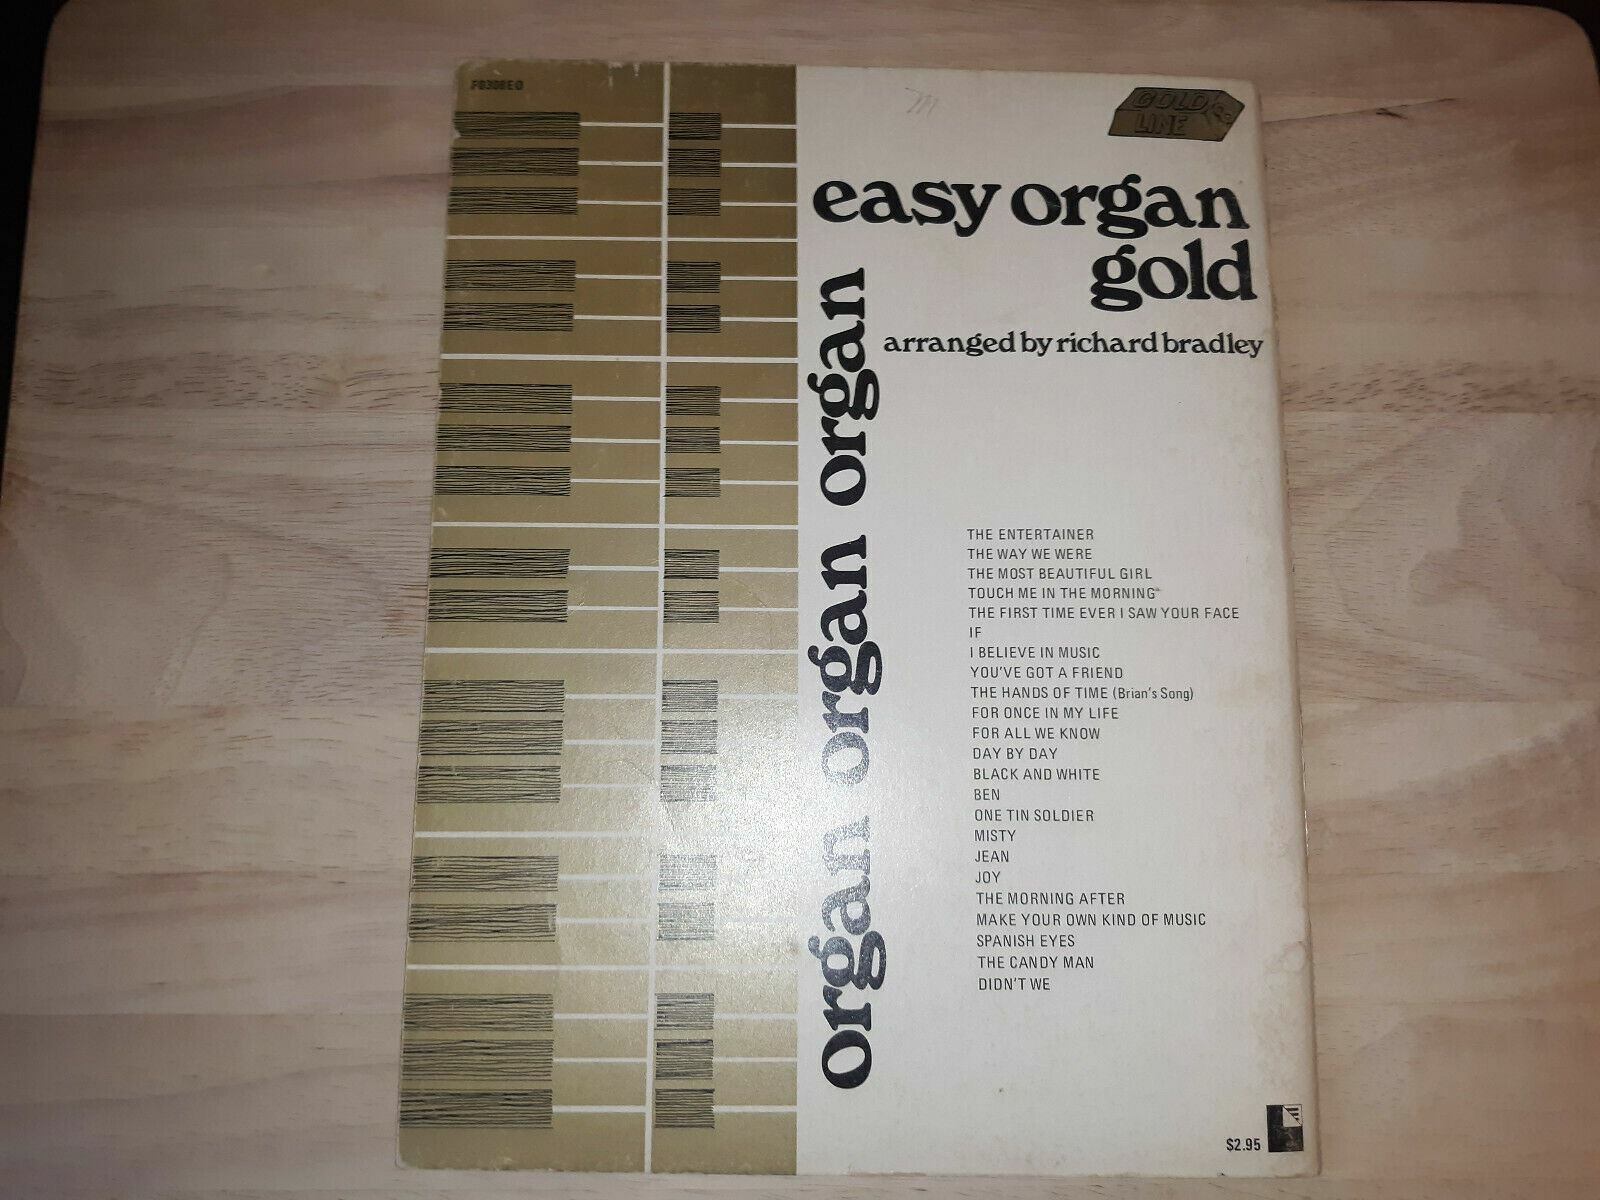 F0308EO
GOLD
LINE
easy organ
gold
arranged by richard bradley
organ organ organ organ
THE ENTERTAINER
THE WAY WE WERE
THE MOST BEAUTIFUL GIRL
TOUCH ME IN THE MORNING
THE FIRST TIME EVER I SAW YOUR FACE
IF
I BELIEVE IN MUSIC
YOU'VE GOT A FRIEND
THE HANDS OF TIME (Brian's Song)
FOR ONCE IN MY LIFE
FOR ALL WE KNOW
DAY BY DAY
BLACK AND WHITE
BEN
ONE TIN SOLDIER
MISTY
JEAN
JOY
THE MORNING AFTER
MAKE YOUR OWN KIND OF MUSIC
SPANISH EYES
THE CANDY MAN
DIDN'T WE
$2.95